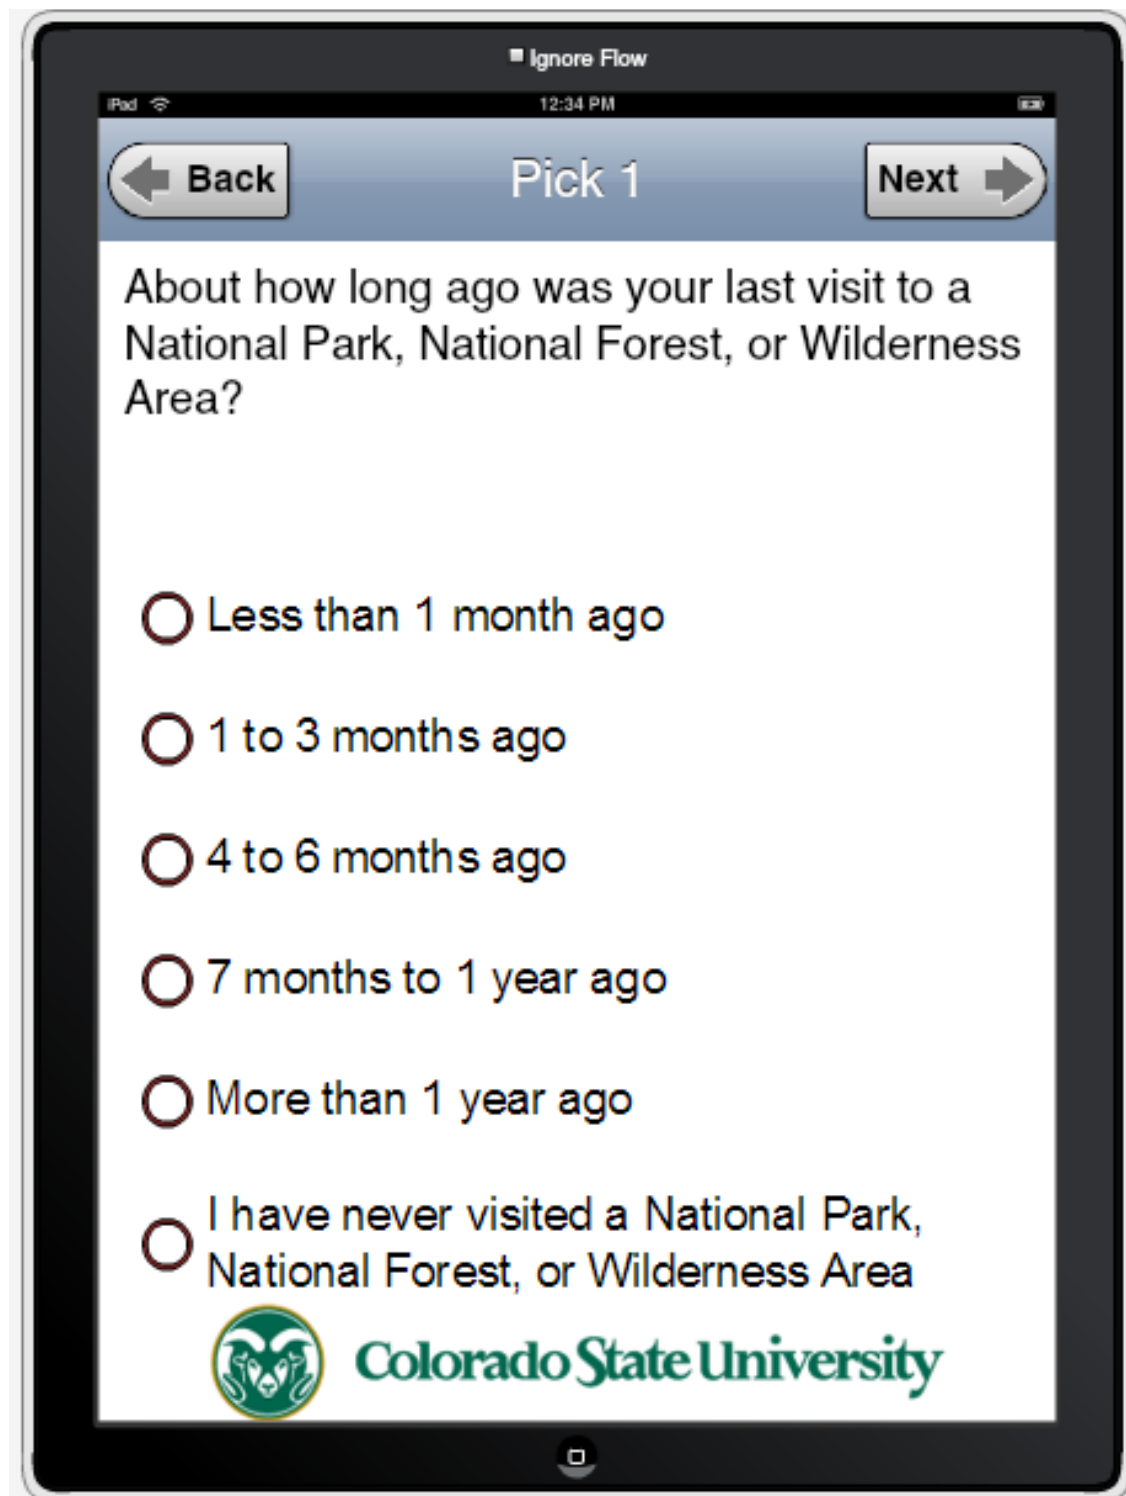 Ignore Flow
iPad
12:34 PM
Back
Pick 1
Next
About how long ago was your last visit to a
National Park, National Forest, or Wilderness
Area?
Less than 1 month ago
1 to 3 months ago
4 to 6 months ago
7 months to 1 year ago
More than 1 year ago
I have never visited a National Park,
National Forest, or Wilderness Area
Colorado State University